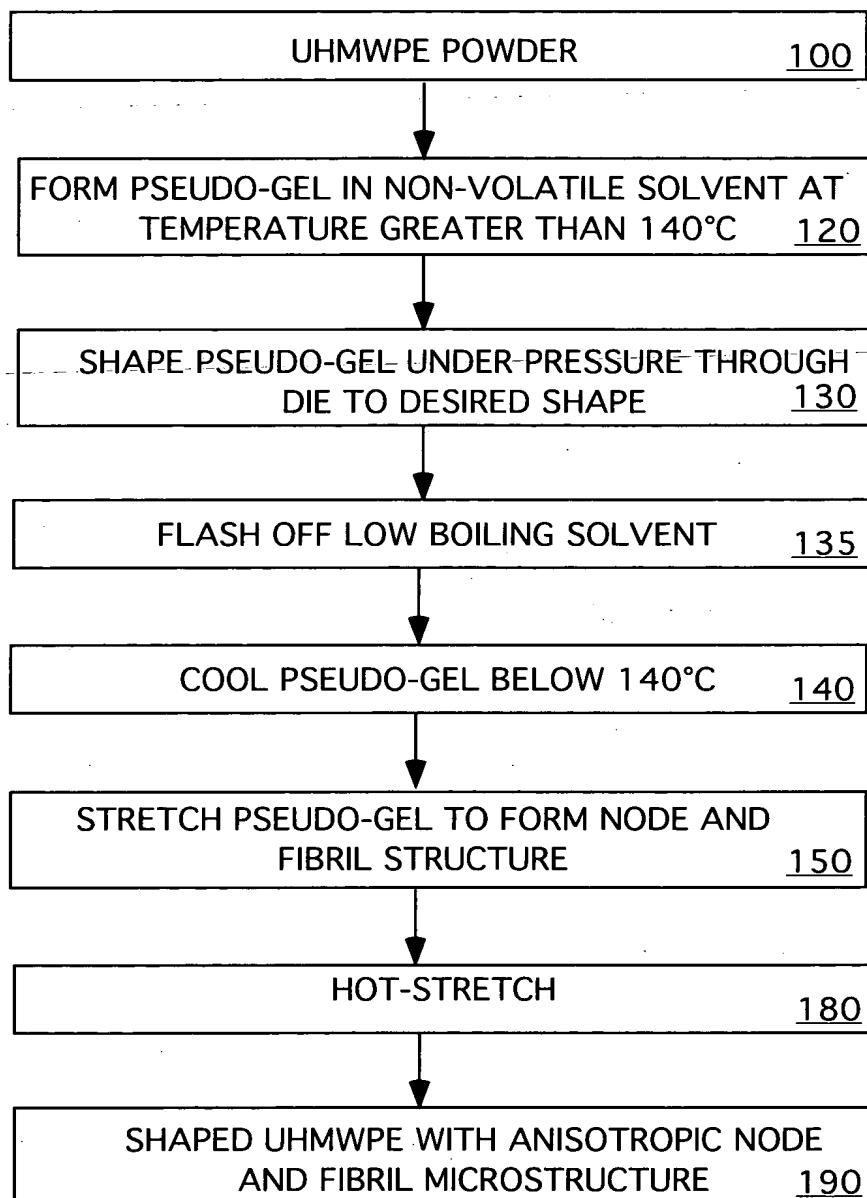 UHMWPE POWDER 100
FORM PSEUDO-GEL IN NON-VOLATILE SOLVENT AT
TEMPERATURE GREATER THAN 140°C 120
SHAPE PSEUDO-GEL UNDER PRESSURE THROUGH
DIE TO DESIRED SHAPE 130
FLASH OFF LOW BOILING SOLVENT 135
COOL PSEUDO-GEL BELOW 140°C 140
STRETCH PSEUDO-GEL TO FORM NODE AND
FIBRIL STRUCTURE 150
HOT-STRETCH 180
SHAPED UHMWPE WITH ANISOTROPIC NODE
AND FIBRIL MICROSTRUCTURE 190